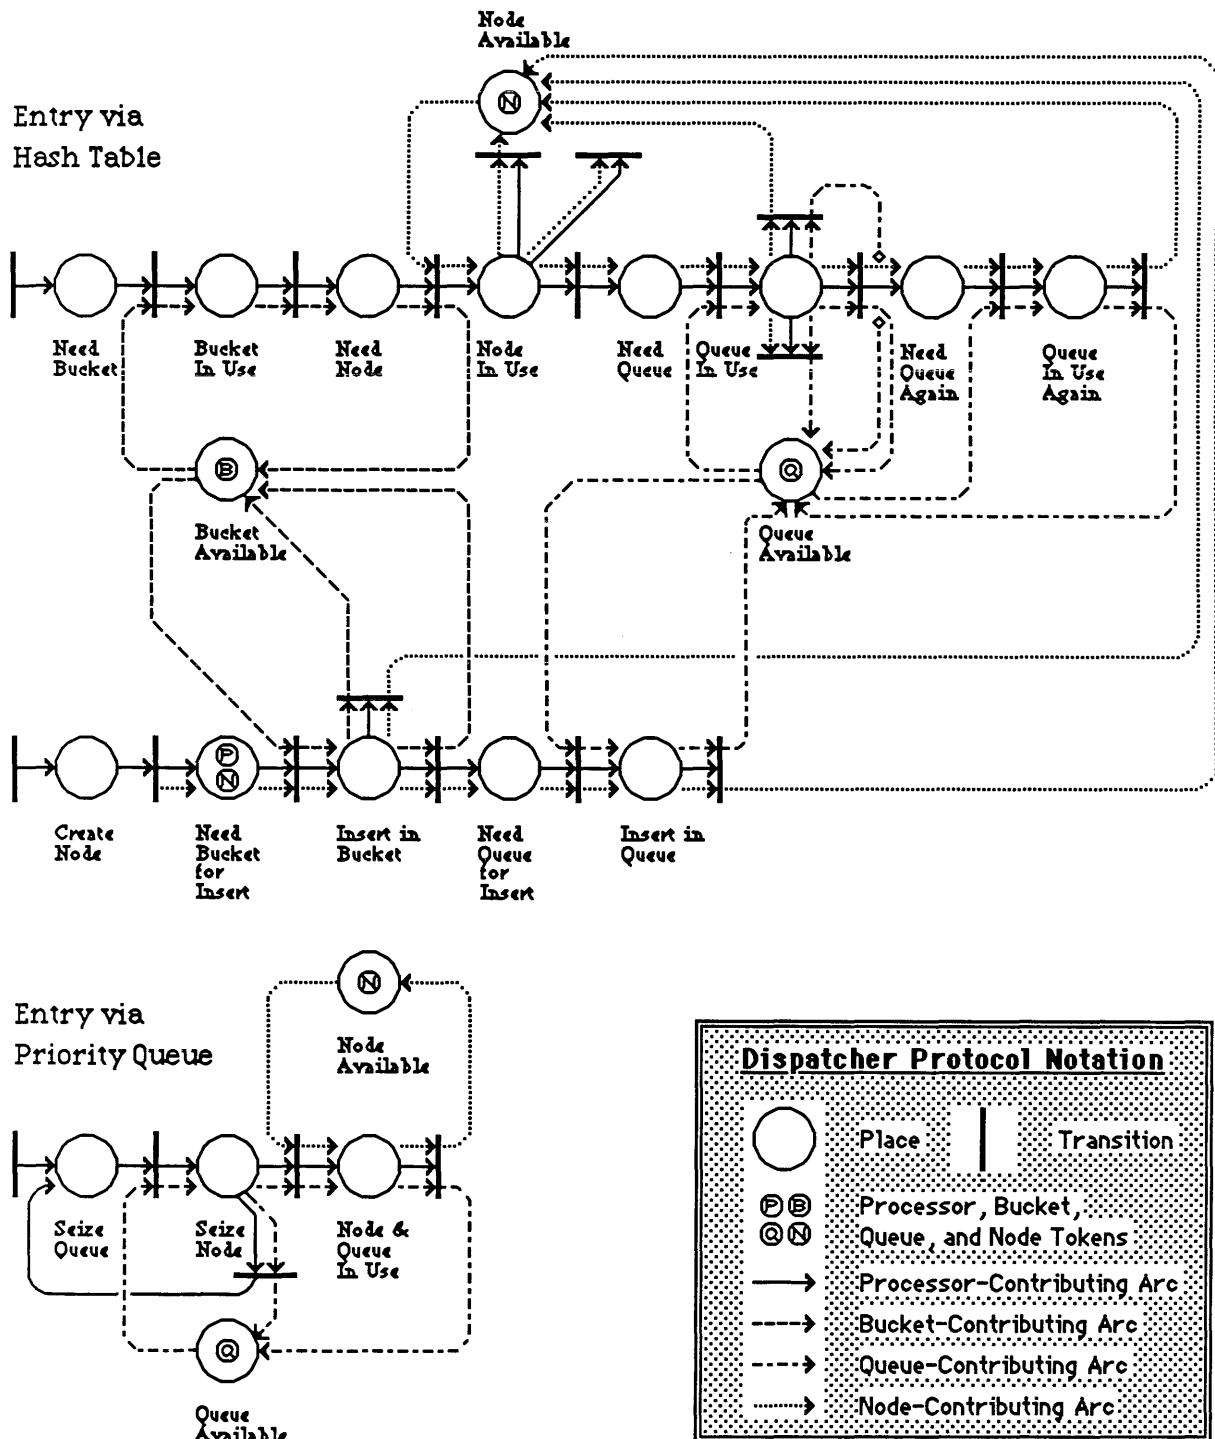 Node
Available
Entry via
Hash Table
N
Need
Bucket
Bucket
In Use
Need
Node
Node
In Use
Need
Queue
Queue
In Use
Need
Queue
Again
Queue
In Use
Again
B
Q
Bucket
Available
Queue
Available
P
N
Create
Node
Need
Bucket
for
Insert
Insert in
Bucket
Need
Queue
for
Insert
Insert in
Queue
N
Entry via
Priority Queue
Node
Available
Seize
Queue
Seize
Node
Node &
Queue
In Use
Q
Queue
Available
Dispatcher Protocol Notation
Place
Transition
P B
Processor, Bucket,
Q N
Queue, and Node Tokens
Processor-Contributing Arc
Bucket-Contributing Arc
Queue-Contributing Arc
Node-Contributing Arc